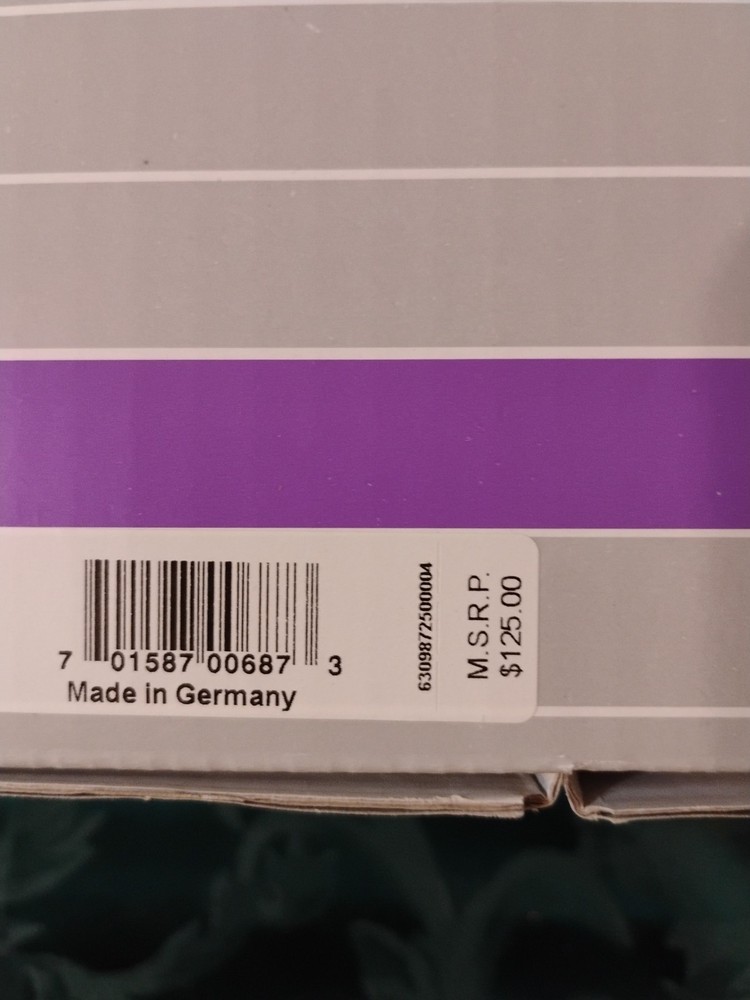 7 01587 00687 3
Made in Germany
6309872500004
M.S.R.P.
$125.00